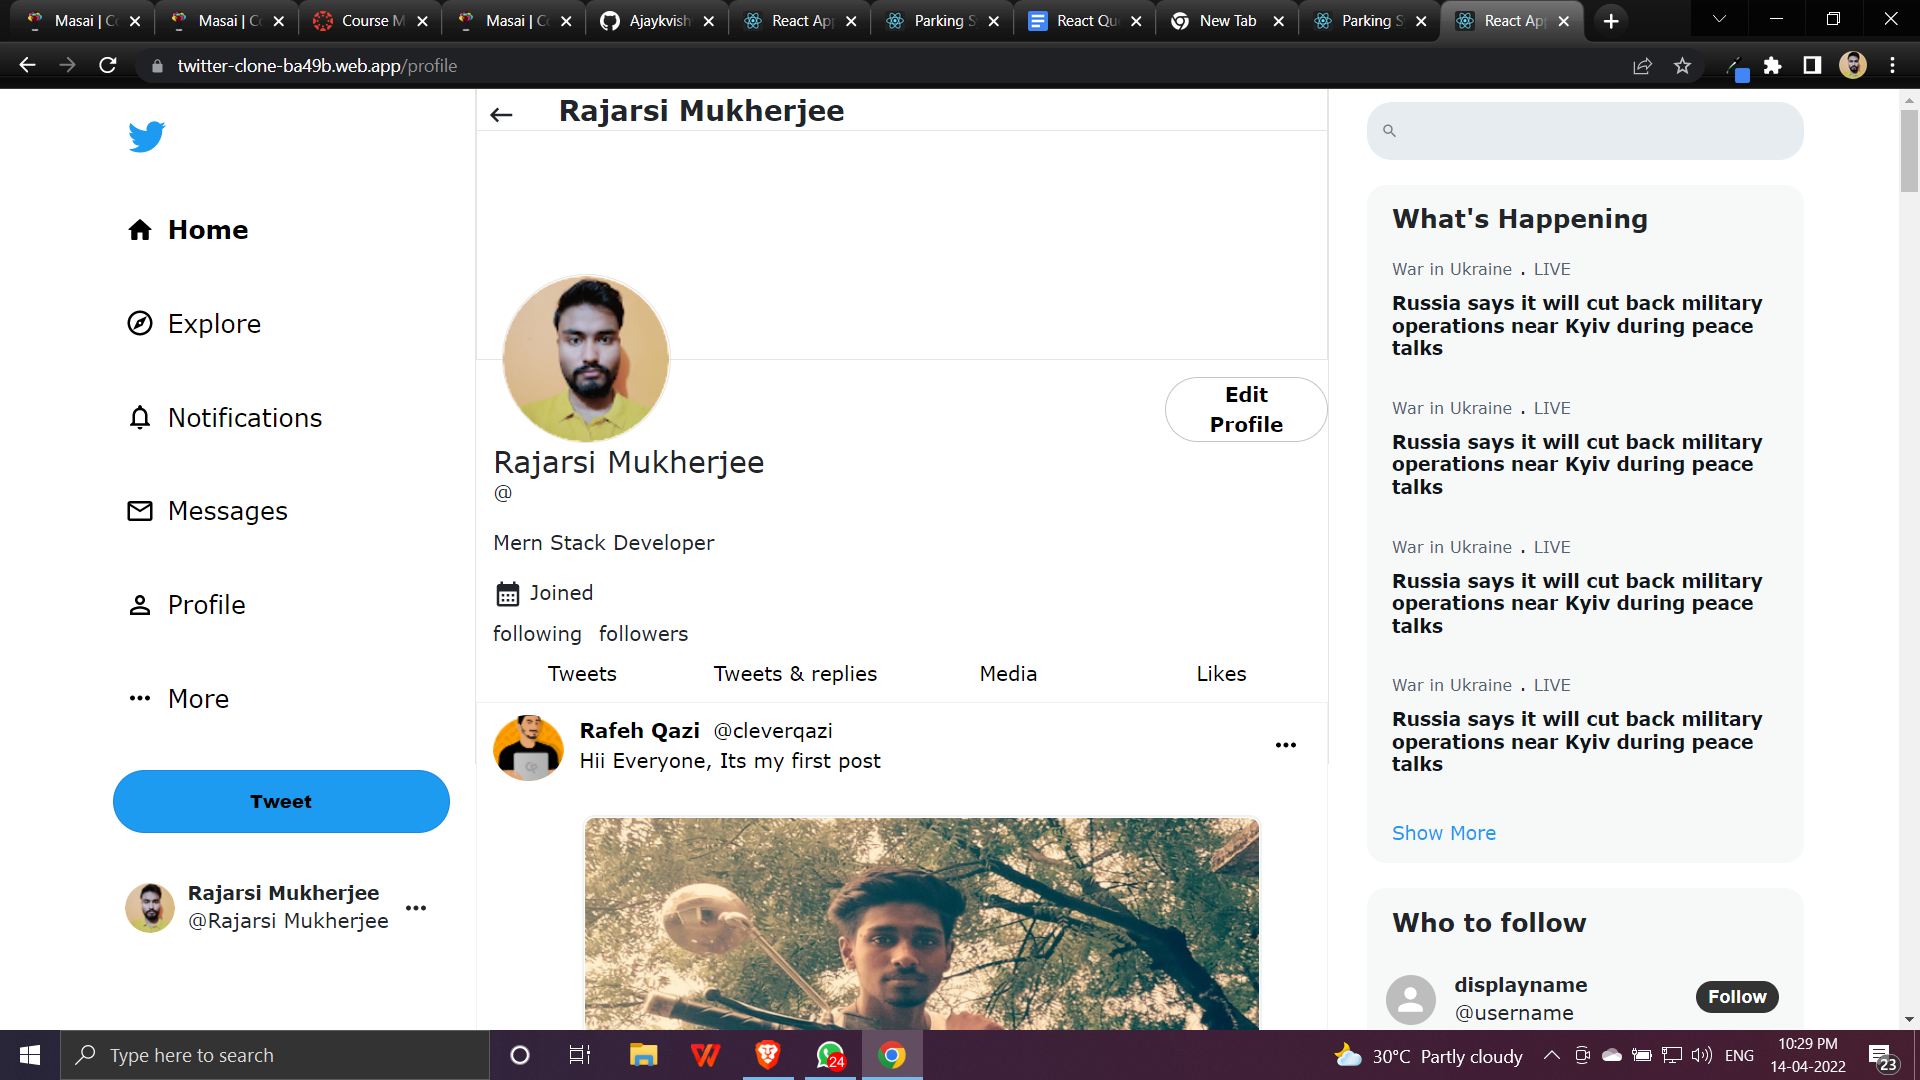 Masai | Co
Masai | Co
Course M
Masai | Co
Ajaykvish
React App
Parking S
React Que
New Tab
Parking S
React App
twitter-clone-ba49b.web.app/profile
Home
Explore
Notifications
Messages
Profile
More
Tweet
Rajarsi Mukherjee
@Rajarsi Mukherjee
Rajarsi Mukherjee
Edit
Profile
Rajarsi Mukherjee
@
Mern Stack Developer
Joined
following followers
Tweets Tweets & replies Media Likes
Rafeh Qazi @cleverqazi
Hii Everyone, Its my first post
What's Happening
War in Ukraine . LIVE
Russia says it will cut back military
operations near Kyiv during peace
talks
War in Ukraine . LIVE
Russia says it will cut back military
operations near Kyiv during peace
talks
War in Ukraine . LIVE
Russia says it will cut back military
operations near Kyiv during peace
talks
War in Ukraine . LIVE
Russia says it will cut back military
operations near Kyiv during peace
talks
Show More
Who to follow
displayname
@username
Follow
Type here to search
24
30°C Partly cloudy
ENG
10:29 PM
14-04-2022
23